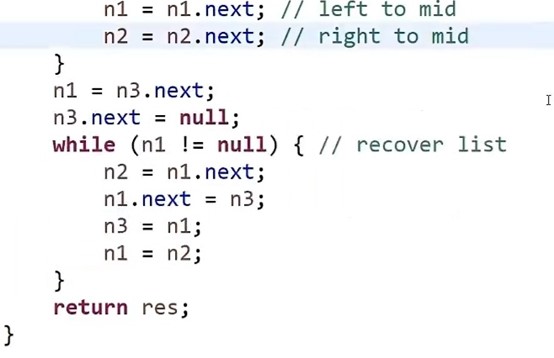 n1 = n1.next; // left to mid
n2 = n2.next; // right to mid
}
n1 = n3.next;
n3.next = null;
while (n1 != null) { // recover list
n2 = n1.next;
n1.next = n3;
n3 = n1;
n1 = n2;
}
return res;
}